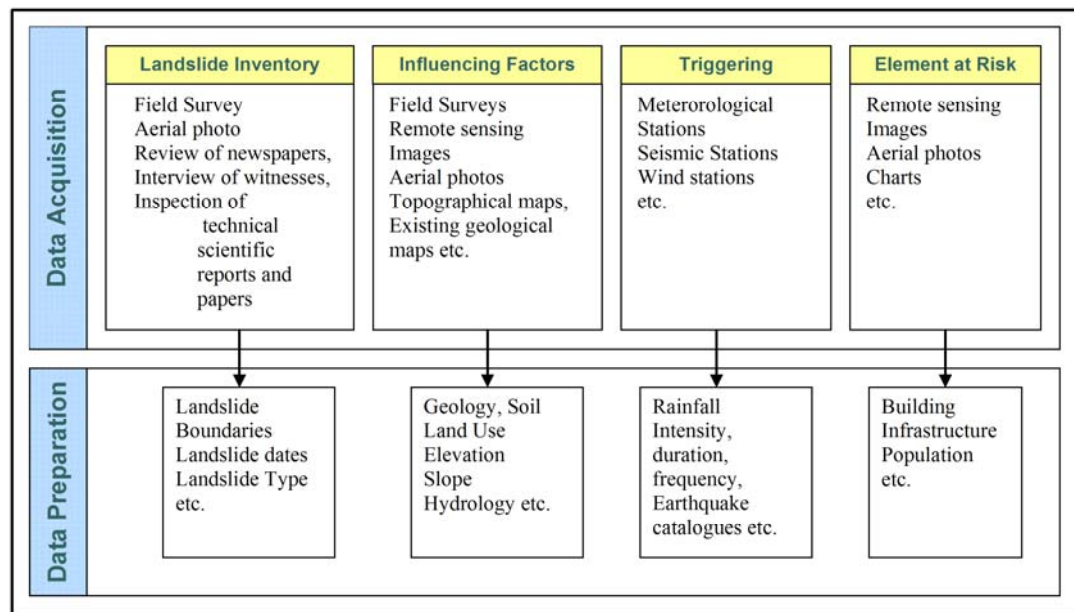 Data Acquisition
Landslide Inventory
Field Survey
Aerial photo
Review of newspapers,
Interview of witnesses,
Inspection of
technical
scientific
reports and
papers
Influencing Factors
Field Surveys
Remote sensing
Images
Aerial photos
Topographical maps,
Existing geological
maps etc.
Triggering
Meterorological
Stations
Seismic Stations
Wind stations
etc.
Element at Risk
Remote sensing
Images
Aerial photos
Charts
etc.
Data Preparation
Landslide
Boundaries
Landslide dates
Landslide Type
etc.
Geology, Soil
Land Use
Elevation
Slope
Hydrology etc.
Rainfall
Intensity,
duration,
frequency,
Earthquake
catalogues etc.
Building
Infrastructure
Population
etc.